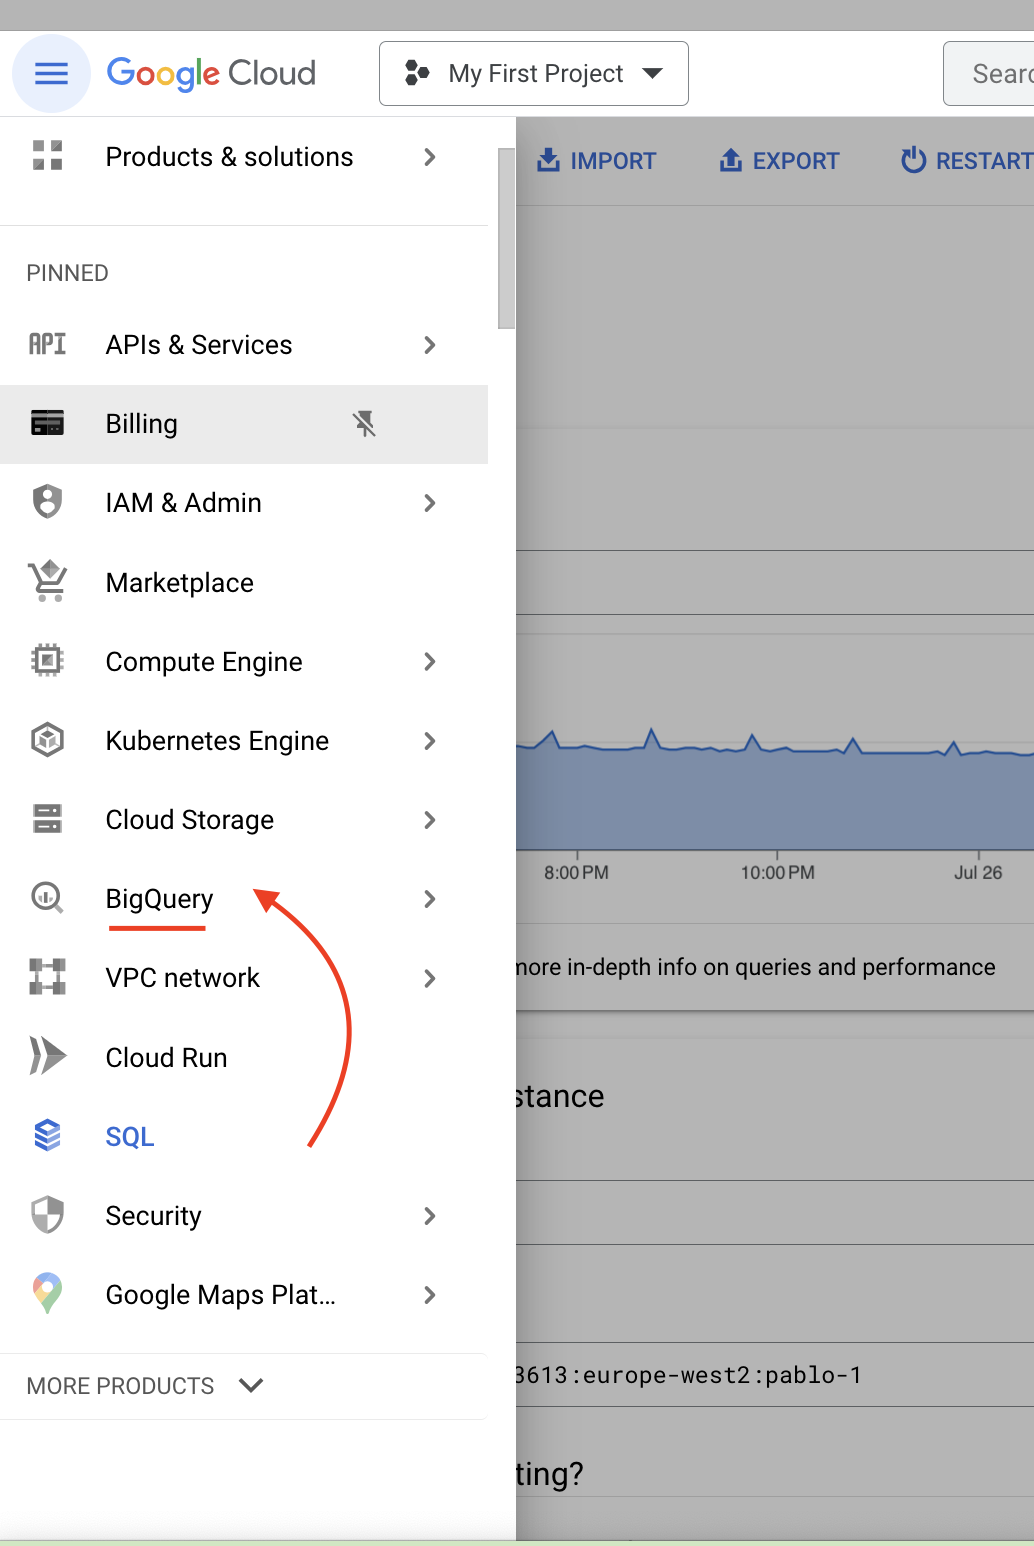 Google Cloud
My First Project
Sear
Products & solutions
IMPORT
EXPORT
RESTART
PINNED
API
APIs & Services
Billing
IAM & Admin
Marketplace
Compute Engine
Kubernetes Engine
Cloud Storage
8:00 PM
10:00 PM
Jul 26
BigQuery
more in-depth info on queries and performance
VPC network
Cloud Run
stance
SQL
Security
Google Maps Plat...
MORE PRODUCTS
3613:europe-west2:pablo-1
ting?